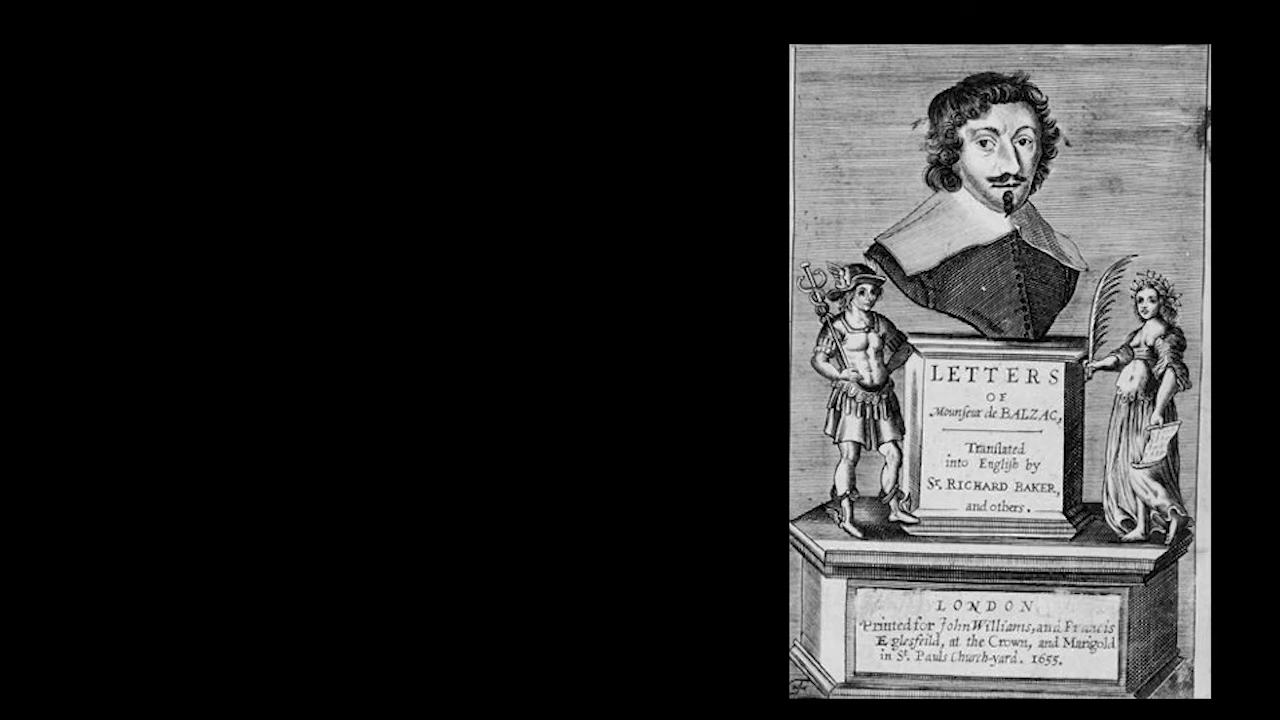 LETTERS
OF
Mounſeur de BALZAC,
Tranſlated
into Engliſh by
Sr. RICHARD BAKER,
and others.
LONDON
Printed for John Williams, and Francis
Eglesfeild, at the Crown, and Marigold
in St. Pauls Church-yard. 1655.